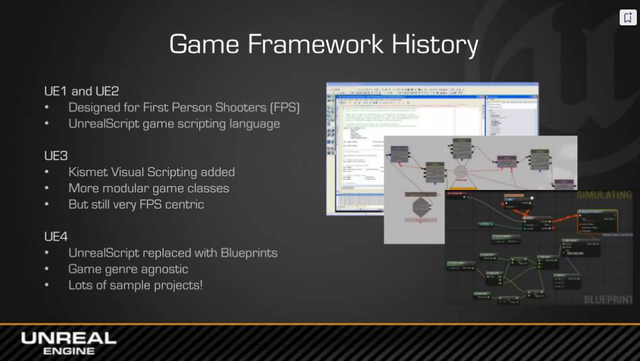 Game Framework History
UE1 and UE2
• Designed for First Person Shooters (FPS)
• UnrealScript game scripting language
UE3
• Kismet Visual Scripting added
• More modular game classes
• But still very FPS centric
UE4
• UnrealScript replaced with Blueprints
• Game genre agnostic
• Lots of sample projects!
SIMULATING
BLUEPRINT
UNREAL
ENGINE